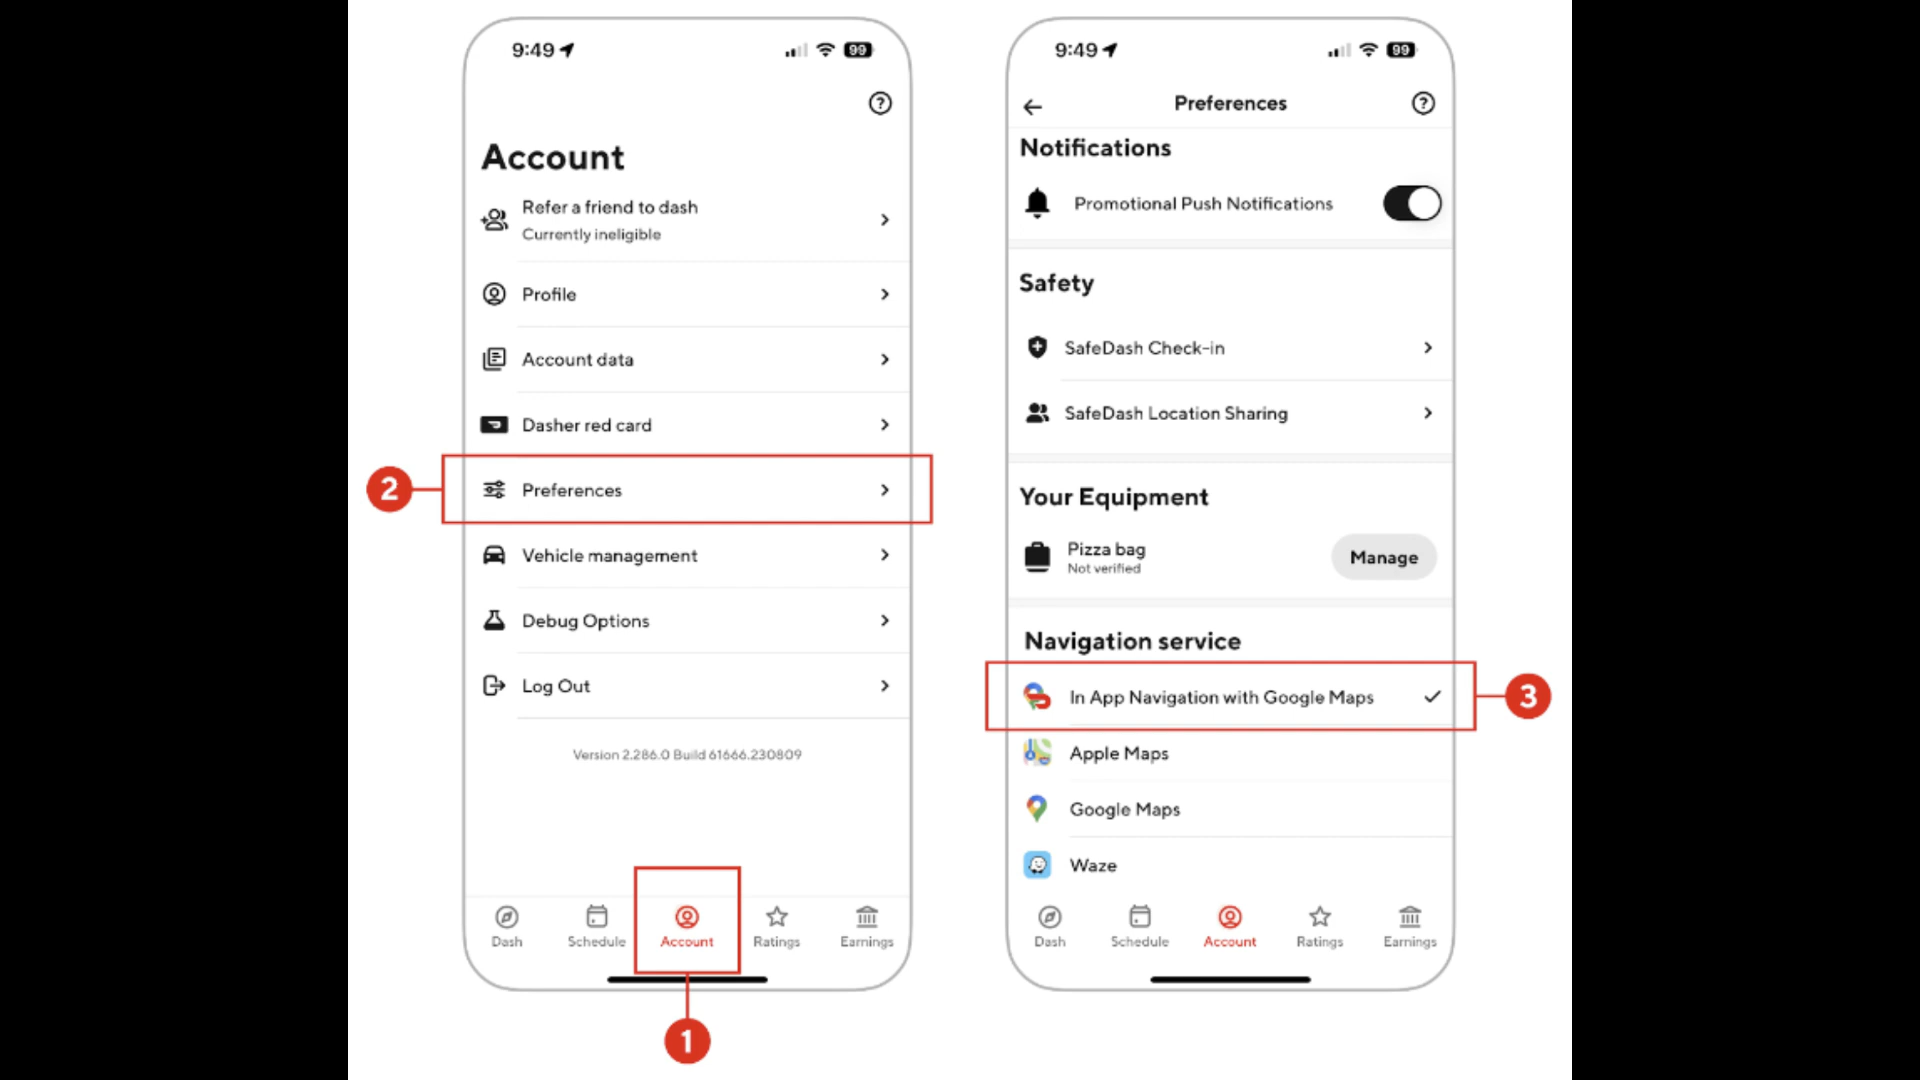 9:49
99
Account
Refer a friend to dash
Currently ineligible
Profile
Account data
Dasher red card
2
Preferences
Vehicle management
Debug Options
Log Out
Version 2.286.0 Build 61666.230809
Dash
Schedule
Account
Ratings
Earnings
1
9:49
99
Preferences
Notifications
Promotional Push Notifications
Safety
SafeDash Check-in
SafeDash Location Sharing
Your Equipment
Pizza bag
Not verified
Manage
Navigation service
In App Navigation with Google Maps
3
Apple Maps
Google Maps
Waze
Dash
Schedule
Account
Ratings
Earnings